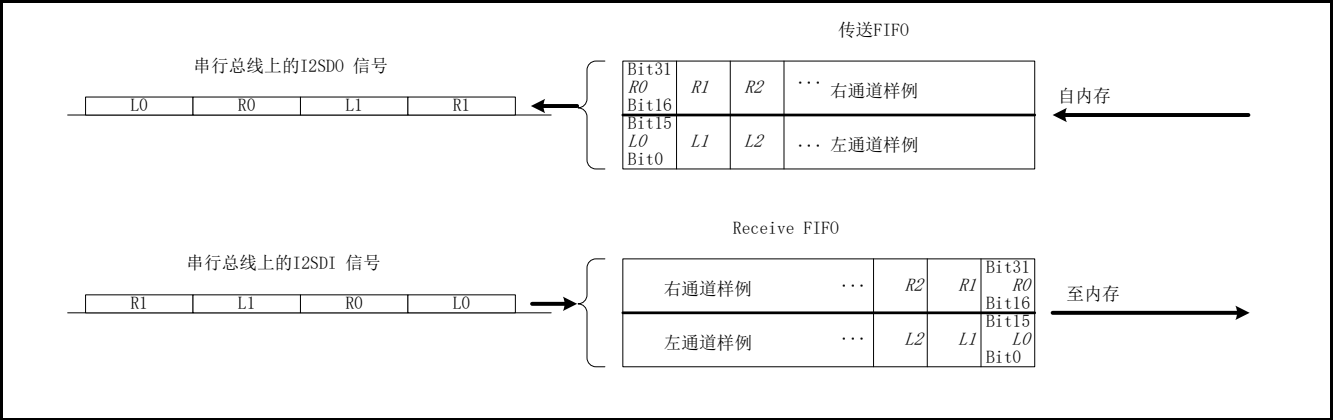 传送FIFO
串行总线上的I2SDO 信号
L0 R0 L1 R1
Bit31
R0 R1 R2 ... 右通道样例
Bit16
自内存
Bit15
L0 L1 L2 ... 左通道样例
Bit0
Receive FIFO
串行总线上的I2SDI 信号
R1 L1 R0 L0
Bit31
右通道样例 ... R2 R1 R0
Bit16
至内存
Bit15
左通道样例 ... L2 L1 L0
Bit0